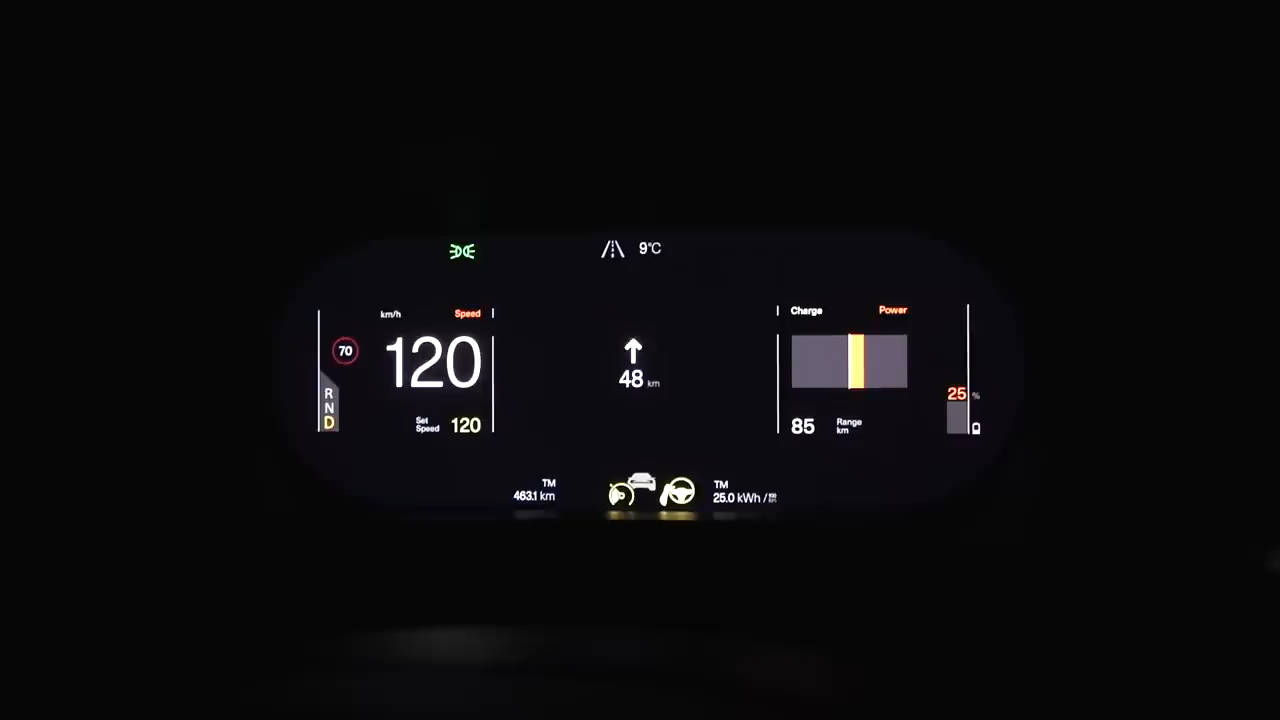 9°C
km/h Speed
70
120
R
N
D
Set
Speed 120
48 km
Charge Power
25 %
85 Range
km
TM
463.1 km
TM
25.0 kWh /